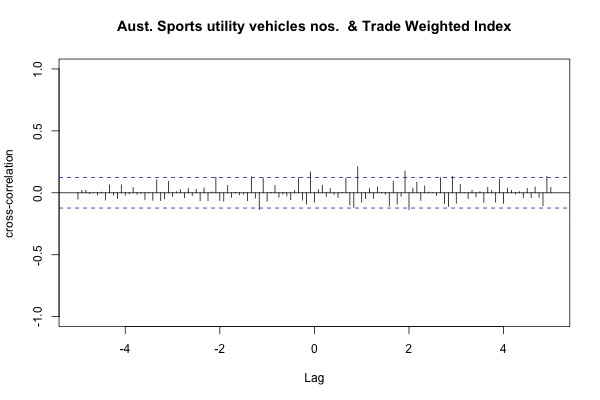 Aust. Sports utility vehicles nos.  & Trade Weighted Index
cross-correlation
1.0
0.5
0.0
-0.5
-1.0
-4 -2 0 2 4
Lag